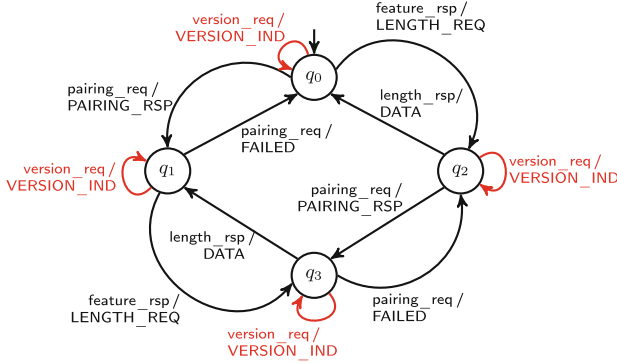 feature_rsp/
LENGTH_REQ
version_req/
VERSION_IND
q0
pairing_req/
PAIRING_RSP
length_rsp/
DATA
pairing_req/
FAILED
version_req/
VERSION_IND
q1
q2
version_req/
VERSION_IND
pairing_req/
PAIRING_RSP
length_rsp/
DATA
q3
feature_rsp/
LENGTH_REQ
pairing_req/
FAILED
version_req/
VERSION_IND